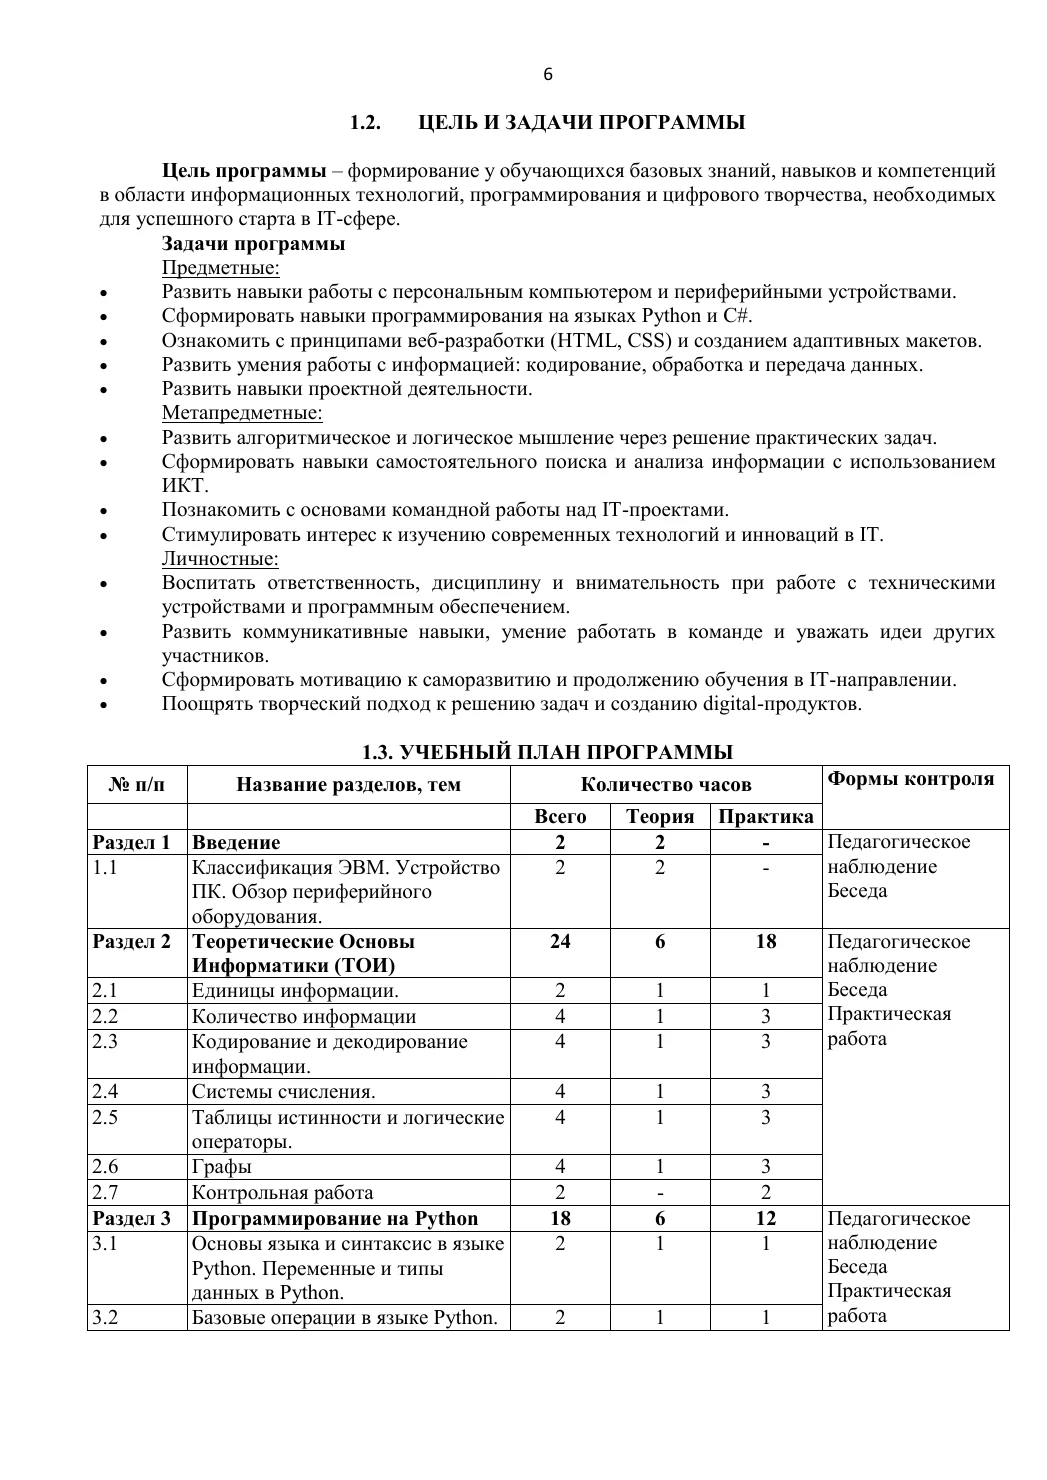 6
1.2. ЦЕЛЬ И ЗАДАЧИ ПРОГРАММЫ
Цель программы – формирование у обучающихся базовых знаний, навыков и компетенций
в области информационных технологий, программирования и цифрового творчества, необходимых
для успешного старта в IT-сфере.
Задачи программы
Предметные:
• Развить навыки работы с персональным компьютером и периферийными устройствами.
• Сформировать навыки программирования на языках Python и C#.
• Ознакомить с принципами веб-разработки (HTML, CSS) и созданием адаптивных макетов.
• Развить умения работы с информацией: кодирование, обработка и передача данных.
• Развить навыки проектной деятельности.
Метапредметные:
• Развить алгоритмическое и логическое мышление через решение практических задач.
• Сформировать навыки самостоятельного поиска и анализа информации с использованием
ИКТ.
• Познакомить с основами командной работы над IT-проектами.
• Стимулировать интерес к изучению современных технологий и инноваций в IT.
Личностные:
• Воспитать ответственность, дисциплину и внимательность при работе с техническими
устройствами и программным обеспечением.
• Развить коммуникативные навыки, умение работать в команде и уважать идеи других
участников.
• Сформировать мотивацию к саморазвитию и продолжению обучения в IT-направлении.
• Поощрять творческий подход к решению задач и созданию digital-продуктов.
1.3. УЧЕБНЫЙ ПЛАН ПРОГРАММЫ
№ п/п Название разделов, тем Количество часов Формы контроля
Всего Теория Практика
Раздел 1 Введение 2 2 - Педагогическое
1.1 Классификация ЭВМ. Устройство 2 2 - наблюдение
ПК. Обзор периферийного Беседа
оборудования.
Раздел 2 Теоретические Основы 24 6 18 Педагогическое
Информатики (ТОИ) наблюдение
2.1 Единицы информации. 2 1 1 Беседа
2.2 Количество информации 4 1 3 Практическая
2.3 Кодирование и декодирование 4 1 3 работа
информации.
2.4 Системы счисления. 4 1 3
2.5 Таблицы истинности и логические 4 1 3
операторы.
2.6 Графы 4 1 3
2.7 Контрольная работа 2 - 2
Раздел 3 Программирование на Python 18 6 12 Педагогическое
3.1 Основы языка и синтаксис в языке 2 1 1 наблюдение
Python. Переменные и типы Беседа
данных в Python. Практическая
3.2 Базовые операции в языке Python. 2 1 1 работа